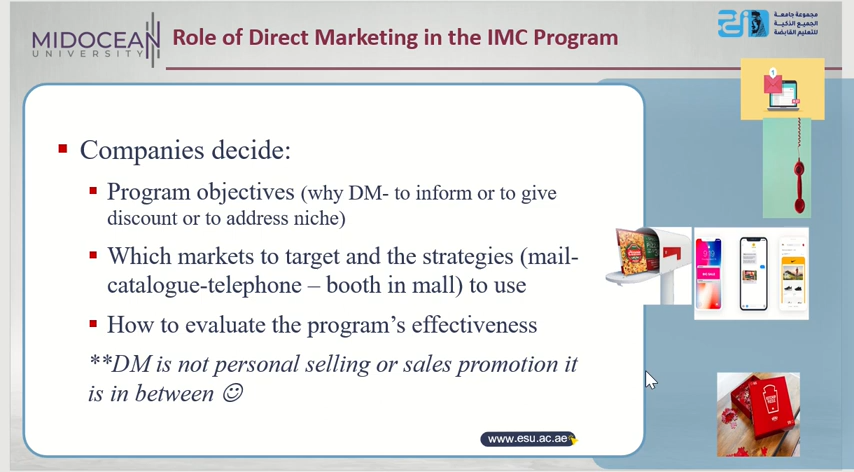 MIDOCEAN
UNIVERSITY
Role of Direct Marketing in the IMC Program
مجموعة جامعة
الجميع الذكية
للتعليم القابضة
Companies decide:
Program objectives (why DM- to inform or to give
discount or to address niche)
Which markets to target and the strategies (mail-
catalogue-telephone – booth in mall) to use
How to evaluate the program's effectiveness
**DM is not personal selling or sales promotion it
is in between ☺
www.esu.ac.ae